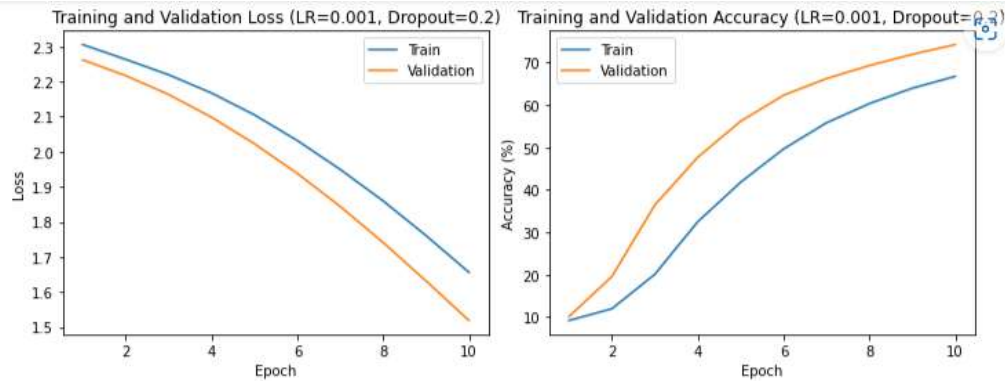 Training and Validation Loss (LR=0.001, Dropout=0.2)
Train
Validation
2.3
2.2
2.1
2.0
1.9
1.8
1.7
1.6
1.5
Loss
2
4
6
8
10
Epoch
Training and Validation Accuracy (LR=0.001, Dropout=0.2)
Train
Validation
70
60
50
40
30
20
10
Accuracy (%)
2
4
6
8
10
Epoch